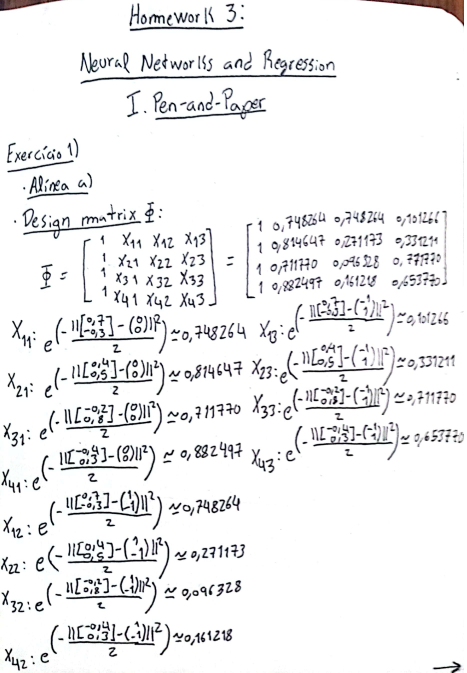 Homework 3:
Neural Networks and Regression
I. Pen-and-Paper
Exercício 1)
· Alínea a)
· Design matrix Φ:
Φ = [1 X11 X12 X13; 1 X21 X22 X23; 1 X31 X32 X33; 1 X41 X42 X43] = [1 0,748264 0,748264 0,101266; 1 0,814647 0,271173 0,331211; 1 0,711770 0,096328 0,711770; 1 0,882497 0,161218 0,653770]
X11: e^(- ||[0,7 -0,3] - (0 0)||² / 2) ≃ 0,748264 X13: e^(- ||[0,7 -0,3] - (-1 1)||² / 2) ≃ 0,101266
X21: e^(- ||[0,4 0,5] - (0 0)||² / 2) ≃ 0,814647 X23: e^(- ||[0,4 0,5] - (-1 1)||² / 2) ≃ 0,331211
X31: e^(- ||[-0,2 0,8] - (0 0)||² / 2) ≃ 0,711770 X33: e^(- ||[-0,2 0,8] - (-1 1)||² / 2) ≃ 0,711770
X41: e^(- ||[-0,4 0,3] - (0 0)||² / 2) ≃ 0,882497 X43: e^(- ||[-0,4 0,3] - (-1 1)||² / 2) ≃ 0,653770
X12: e^(- ||[0,7 -0,3] - (1 -1)||² / 2) ≃ 0,748264
X22: e^(- ||[0,4 0,5] - (1 -1)||² / 2) ≃ 0,271173
X32: e^(- ||[-0,2 0,8] - (1 -1)||² / 2) ≃ 0,096328
X42: e^(- ||[-0,4 0,3] - (1 -1)||² / 2) ≃ 0,161218
→